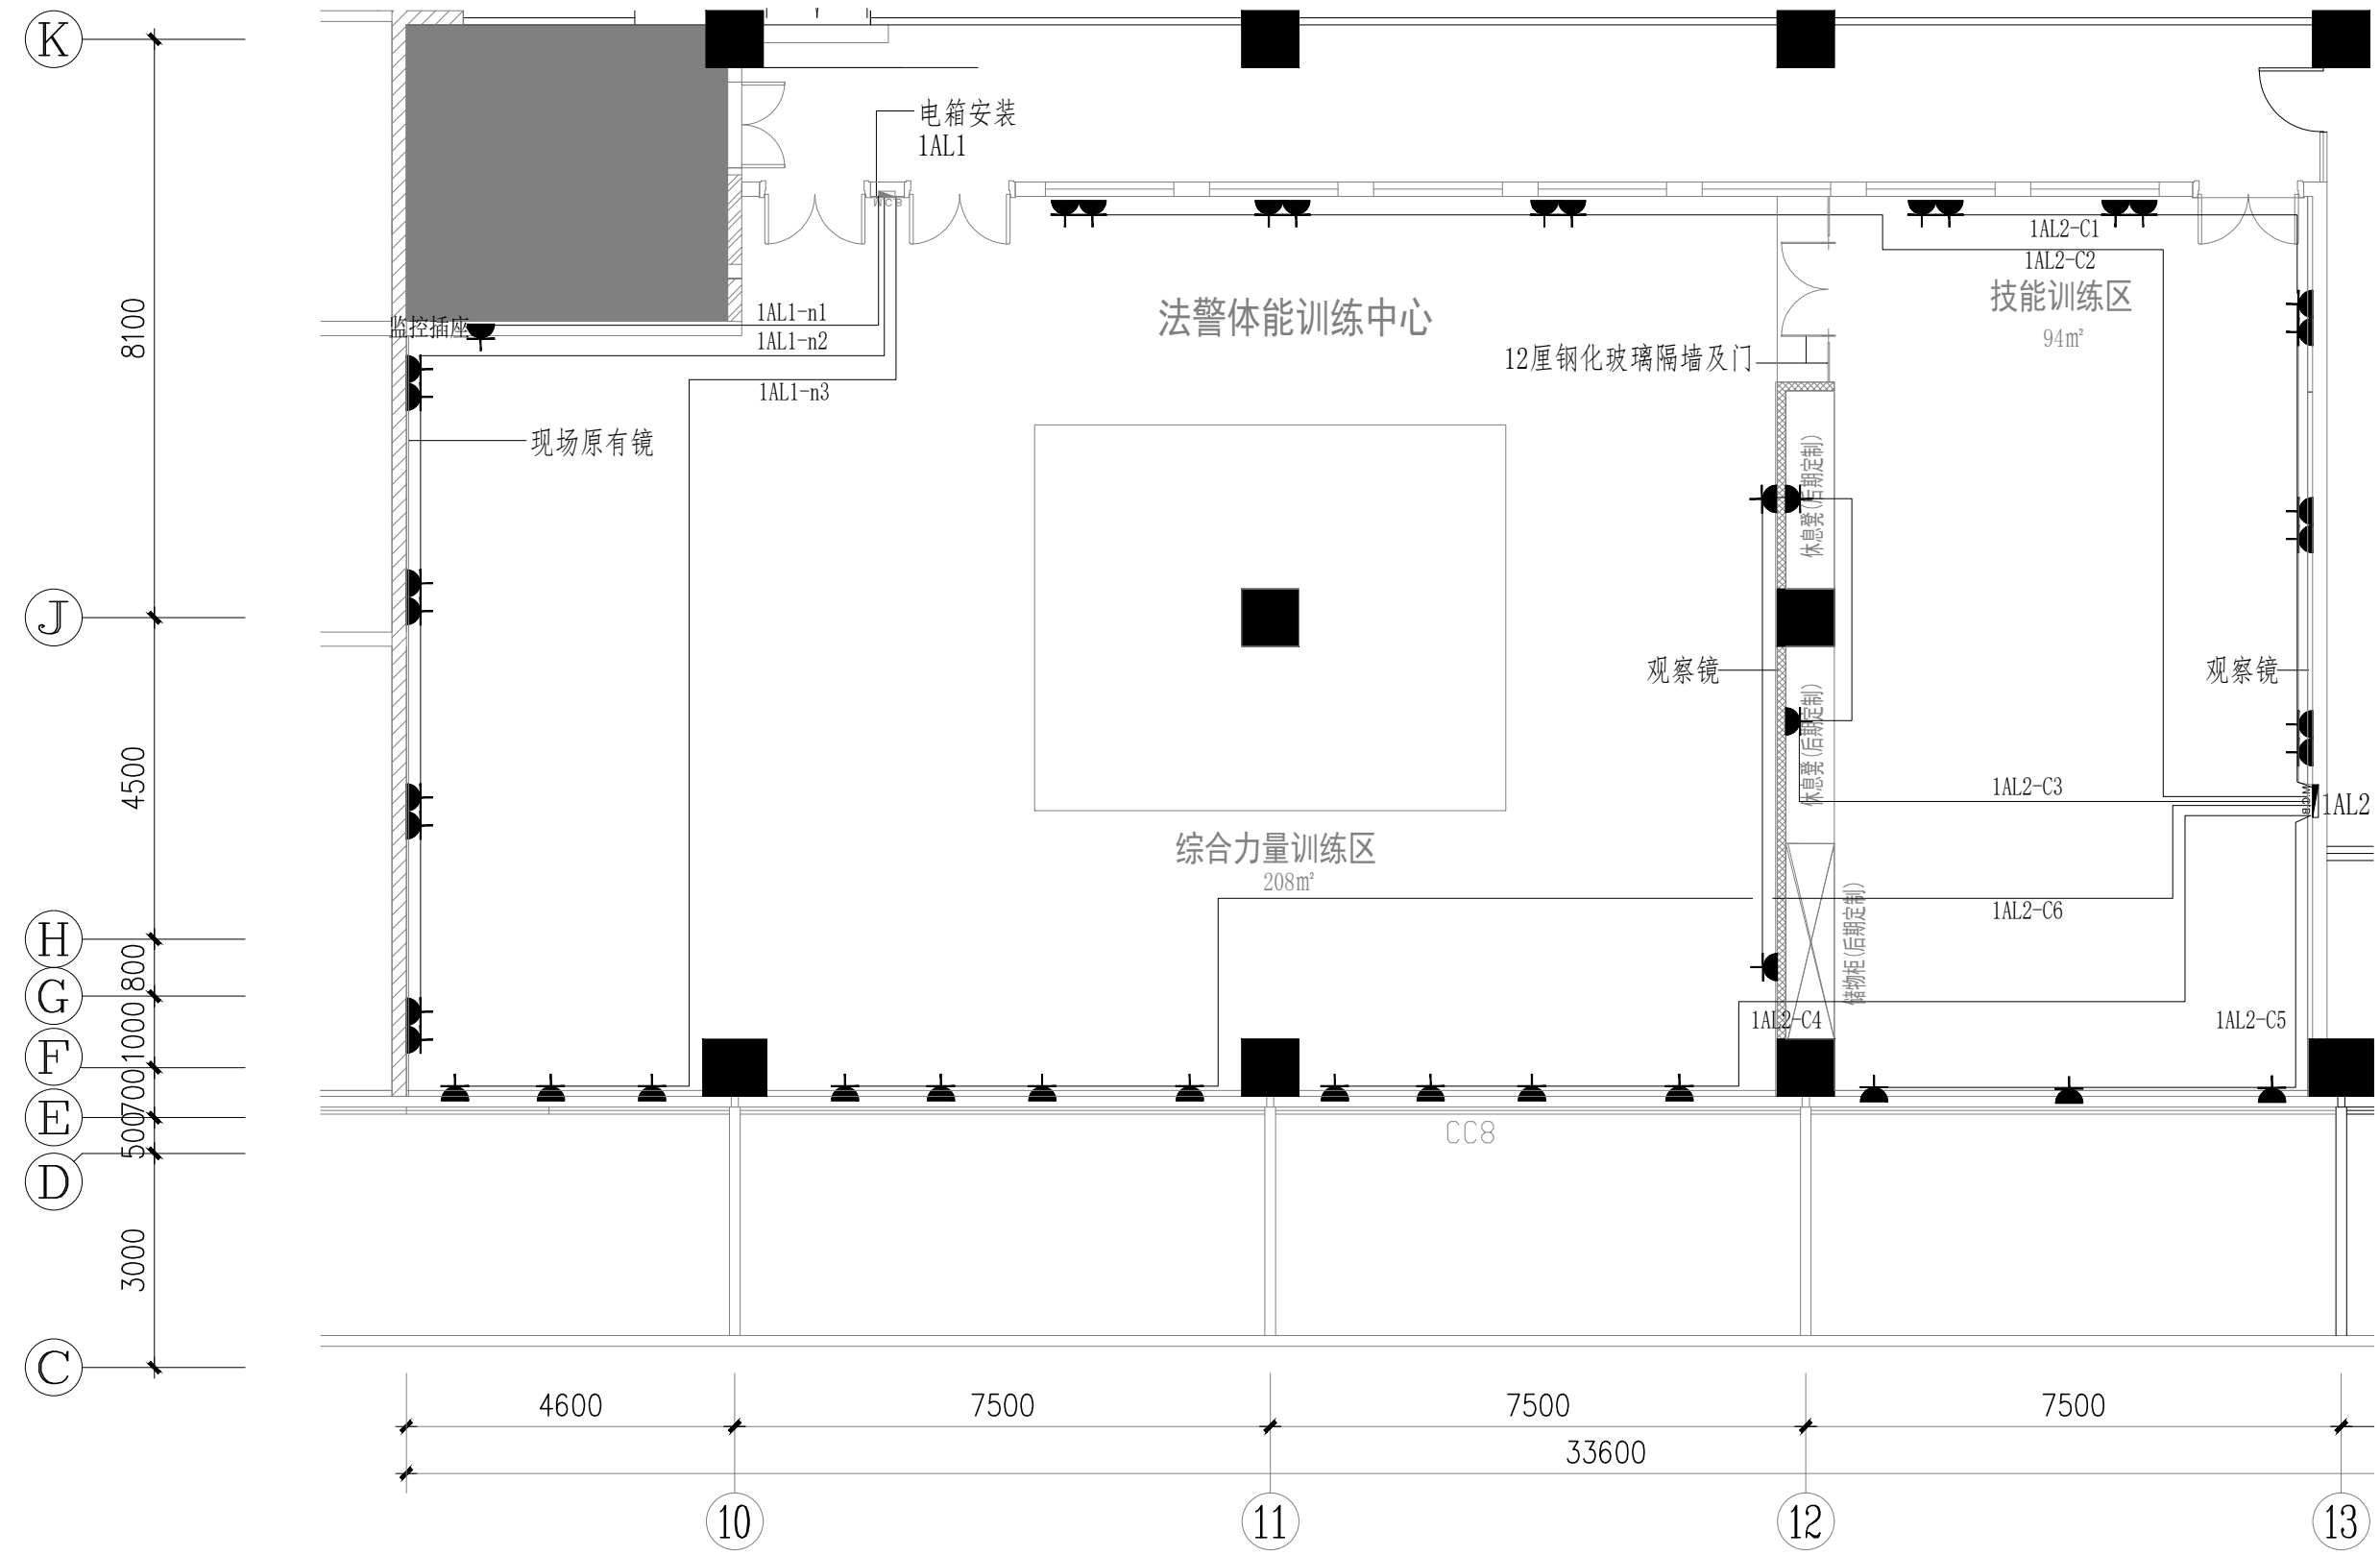 K
电箱安装
1AL1
1AL2-C1
1AL2-C2
技能训练区
94m²
法警体能训练中心
1AL1-n1
监控插座
1AL1-n2
12厘钢化玻璃隔墙及门
1AL1-n3
8100
现场原有镜
休息凳(后期定制)
J
观察镜
观察镜
休息凳(后期定制)
4500
1AL2-C3
1AL2
综合力量训练区
208m²
1AL2-C6
储物柜(后期定制)
H
800
G
1000
1AL2-C4
1AL2-C5
F
700
E
500
CC8
D
3000
C
4600
7500
7500
7500
33600
10
11
12
13